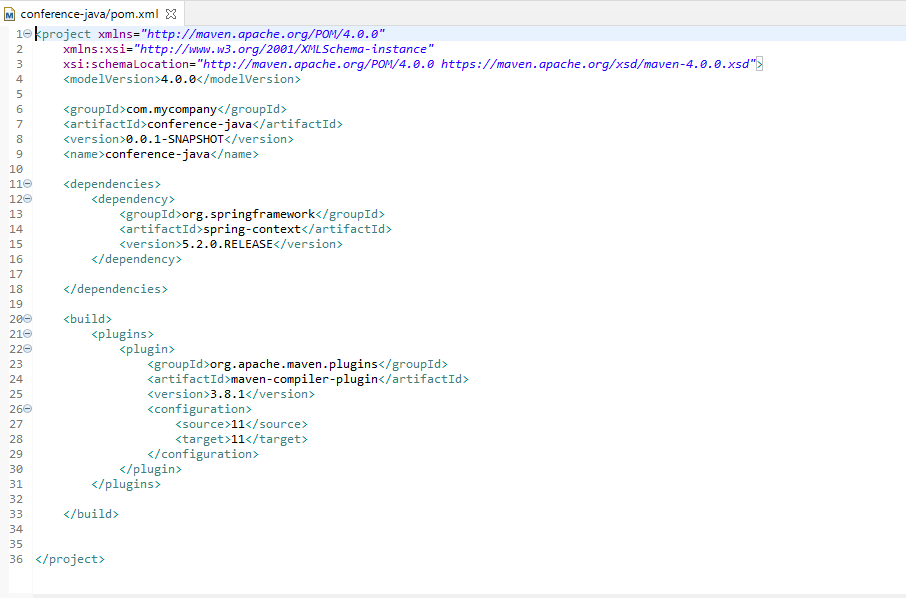 conference-java/pom.xml
1 <project xmlns="http://maven.apache.org/POM/4.0.0"
2     xmlns:xsi="http://www.w3.org/2001/XMLSchema-instance"
3     xsi:schemaLocation="http://maven.apache.org/POM/4.0.0 https://maven.apache.org/xsd/maven-4.0.0.xsd">
4     <modelVersion>4.0.0</modelVersion>
5
6     <groupId>com.mycompany</groupId>
7     <artifactId>conference-java</artifactId>
8     <version>0.0.1-SNAPSHOT</version>
9     <name>conference-java</name>
10
11     <dependencies>
12         <dependency>
13             <groupId>org.springframework</groupId>
14             <artifactId>spring-context</artifactId>
15             <version>5.2.0.RELEASE</version>
16         </dependency>
17
18     </dependencies>
19
20     <build>
21         <plugins>
22             <plugin>
23                 <groupId>org.apache.maven.plugins</groupId>
24                 <artifactId>maven-compiler-plugin</artifactId>
25                 <version>3.8.1</version>
26                 <configuration>
27                     <source>11</source>
28                     <target>11</target>
29                 </configuration>
30             </plugin>
31         </plugins>
32
33     </build>
34
35
36 </project>